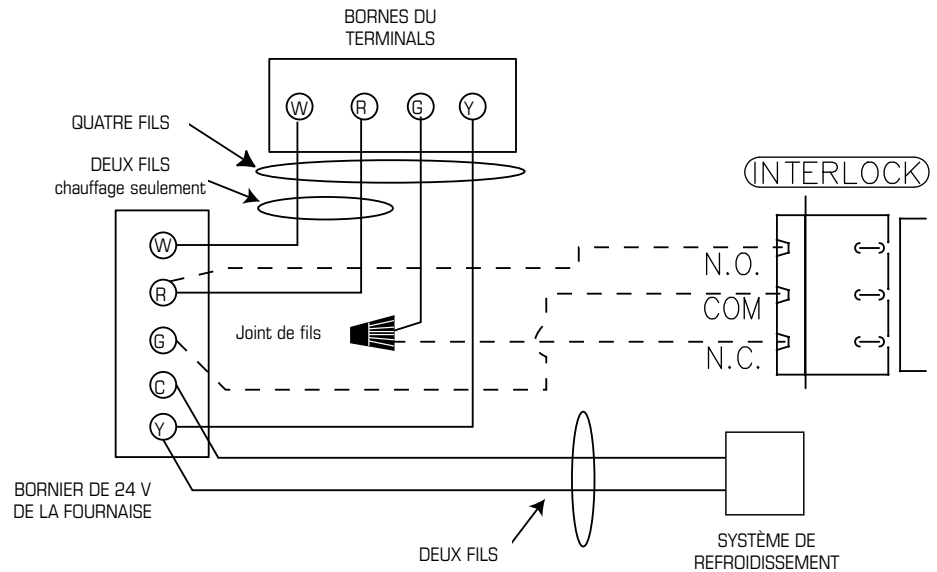 BORNES DU
TERMINALS
W R G Y
QUATRE FILS
DEUX FILS
chauffage seulement
INTERLOCK
W
R
G
C
Y
Joint de fils
N.O.
COM
N.C.
BORNIER DE 24 V
DE LA FOURNAISE
DEUX FILS
SYSTÈME DE
REFROIDISSEMENT